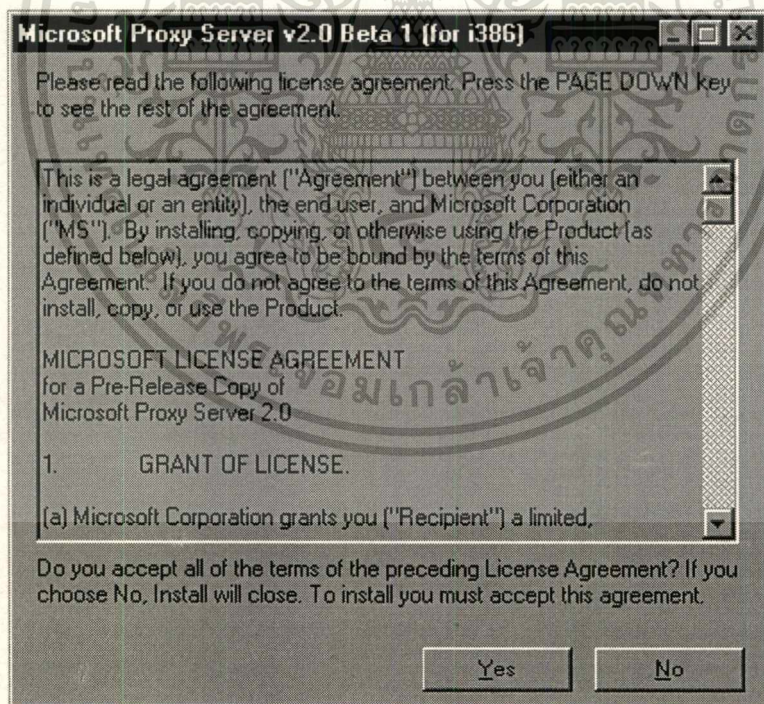 Microsoft Proxy Server v2.0 Beta 1 (for i386)
Please read the following license agreement. Press the PAGE DOWN key
to see the rest of the agreement.
This is a legal agreement ("Agreement") between you (either an
individual or an entity), the end user, and Microsoft Corporation
("MS"). By installing, copying, or otherwise using the Product (as
defined below), you agree to be bound by the terms of this
Agreement. If you do not agree to the terms of this Agreement, do not
install, copy, or use the Product.
MICROSOFT LICENSE AGREEMENT
for a Pre-Release Copy of
Microsoft Proxy Server 2.0
1. GRANT OF LICENSE.
(a) Microsoft Corporation grants you ("Recipient") a limited,
Do you accept all of the terms of the preceding License Agreement? If you
choose No, Install will close. To install you must accept this agreement.
Yes
No